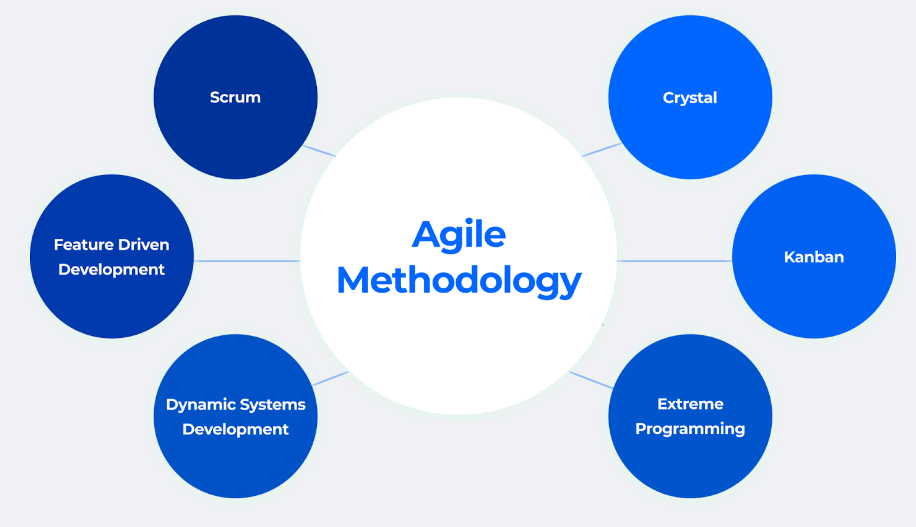 Scrum
Crystal
Agile
Methodology
Feature Driven
Development
Kanban
Dynamic Systems
Development
Extreme
Programming